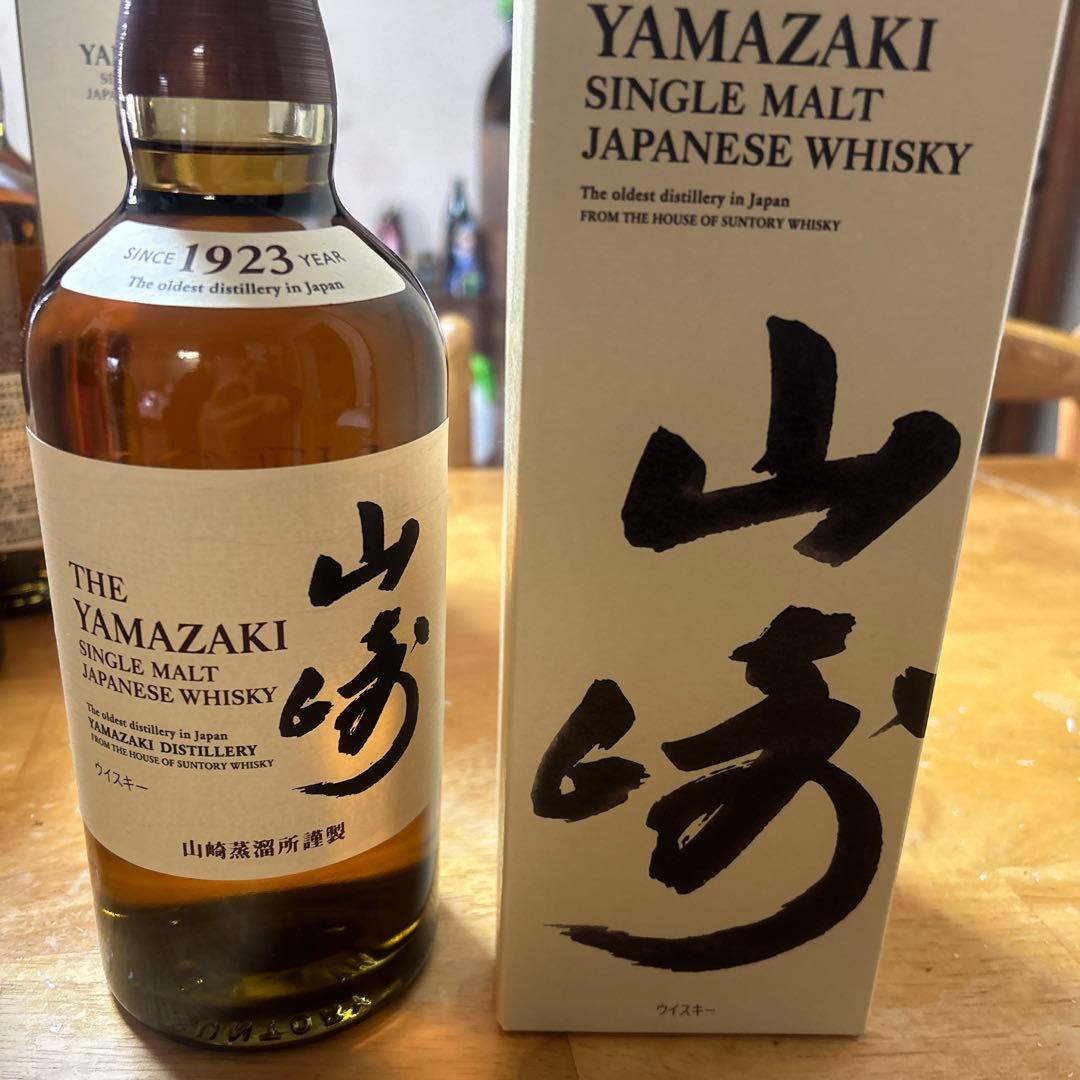 SINCE 1923 YEAR
The oldest distillery in Japan
THE
YAMAZAKI
SINGLE MALT
JAPANESE WHISKY
The oldest distillery in Japan
YAMAZAKI DISTILLERY
FROM THE HOUSE OF SUNTORY WHISKY
ウイスキー
山崎
山崎蒸溜所謹製
YAMAZAKI
SINGLE MALT
JAPANESE WHISKY
The oldest distillery in Japan
FROM THE HOUSE OF SUNTORY WHISKY
山崎
ウイスキー